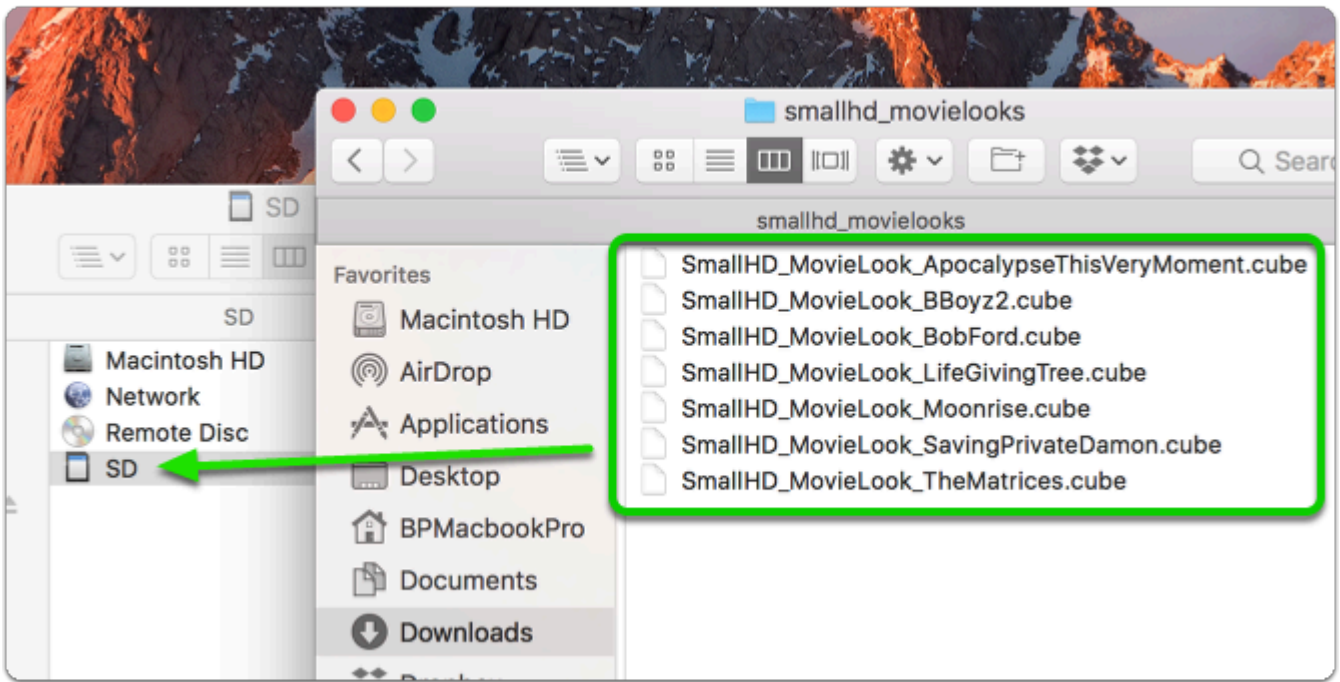 smallhd_movielooks
Sear
smallhd_movielooks
SD
SD
Macintosh HD
Network
Remote Disc
SD
Favorites
Macintosh HD
AirDrop
Applications
Desktop
BPMacbookPro
Documents
Downloads
SmallHD_MovieLook_ApocalypseThisVeryMoment.cube
SmallHD_MovieLook_BBoyz2.cube
SmallHD_MovieLook_BobFord.cube
SmallHD_MovieLook_LifeGivingTree.cube
SmallHD_MovieLook_Moonrise.cube
SmallHD_MovieLook_SavingPrivateDamon.cube
SmallHD_MovieLook_TheMatrices.cube